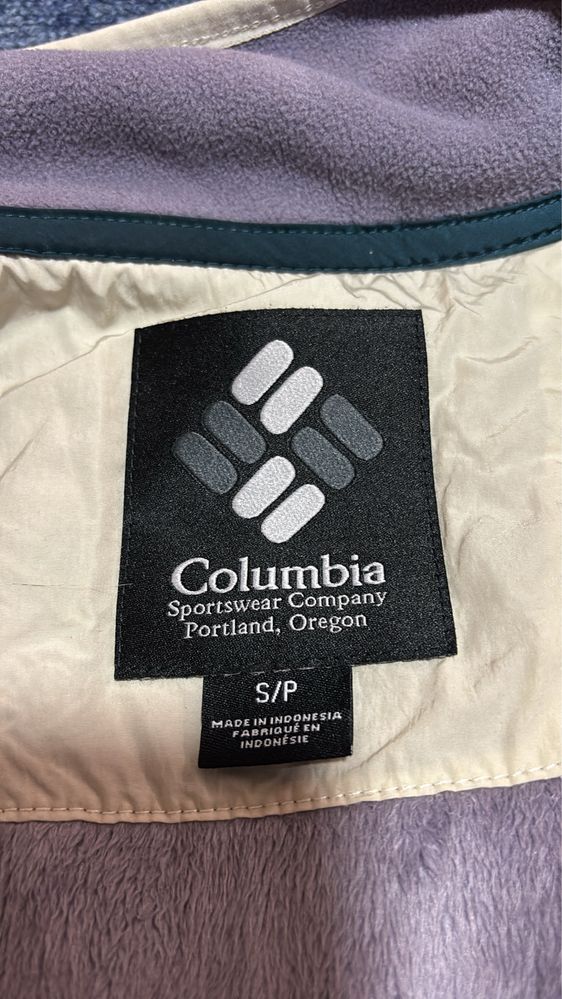 Columbia
Sportswear Company
Portland, Oregon
S/P
MADE IN INDONESIA
FABRIQUÉ EN
INDONÉSIE